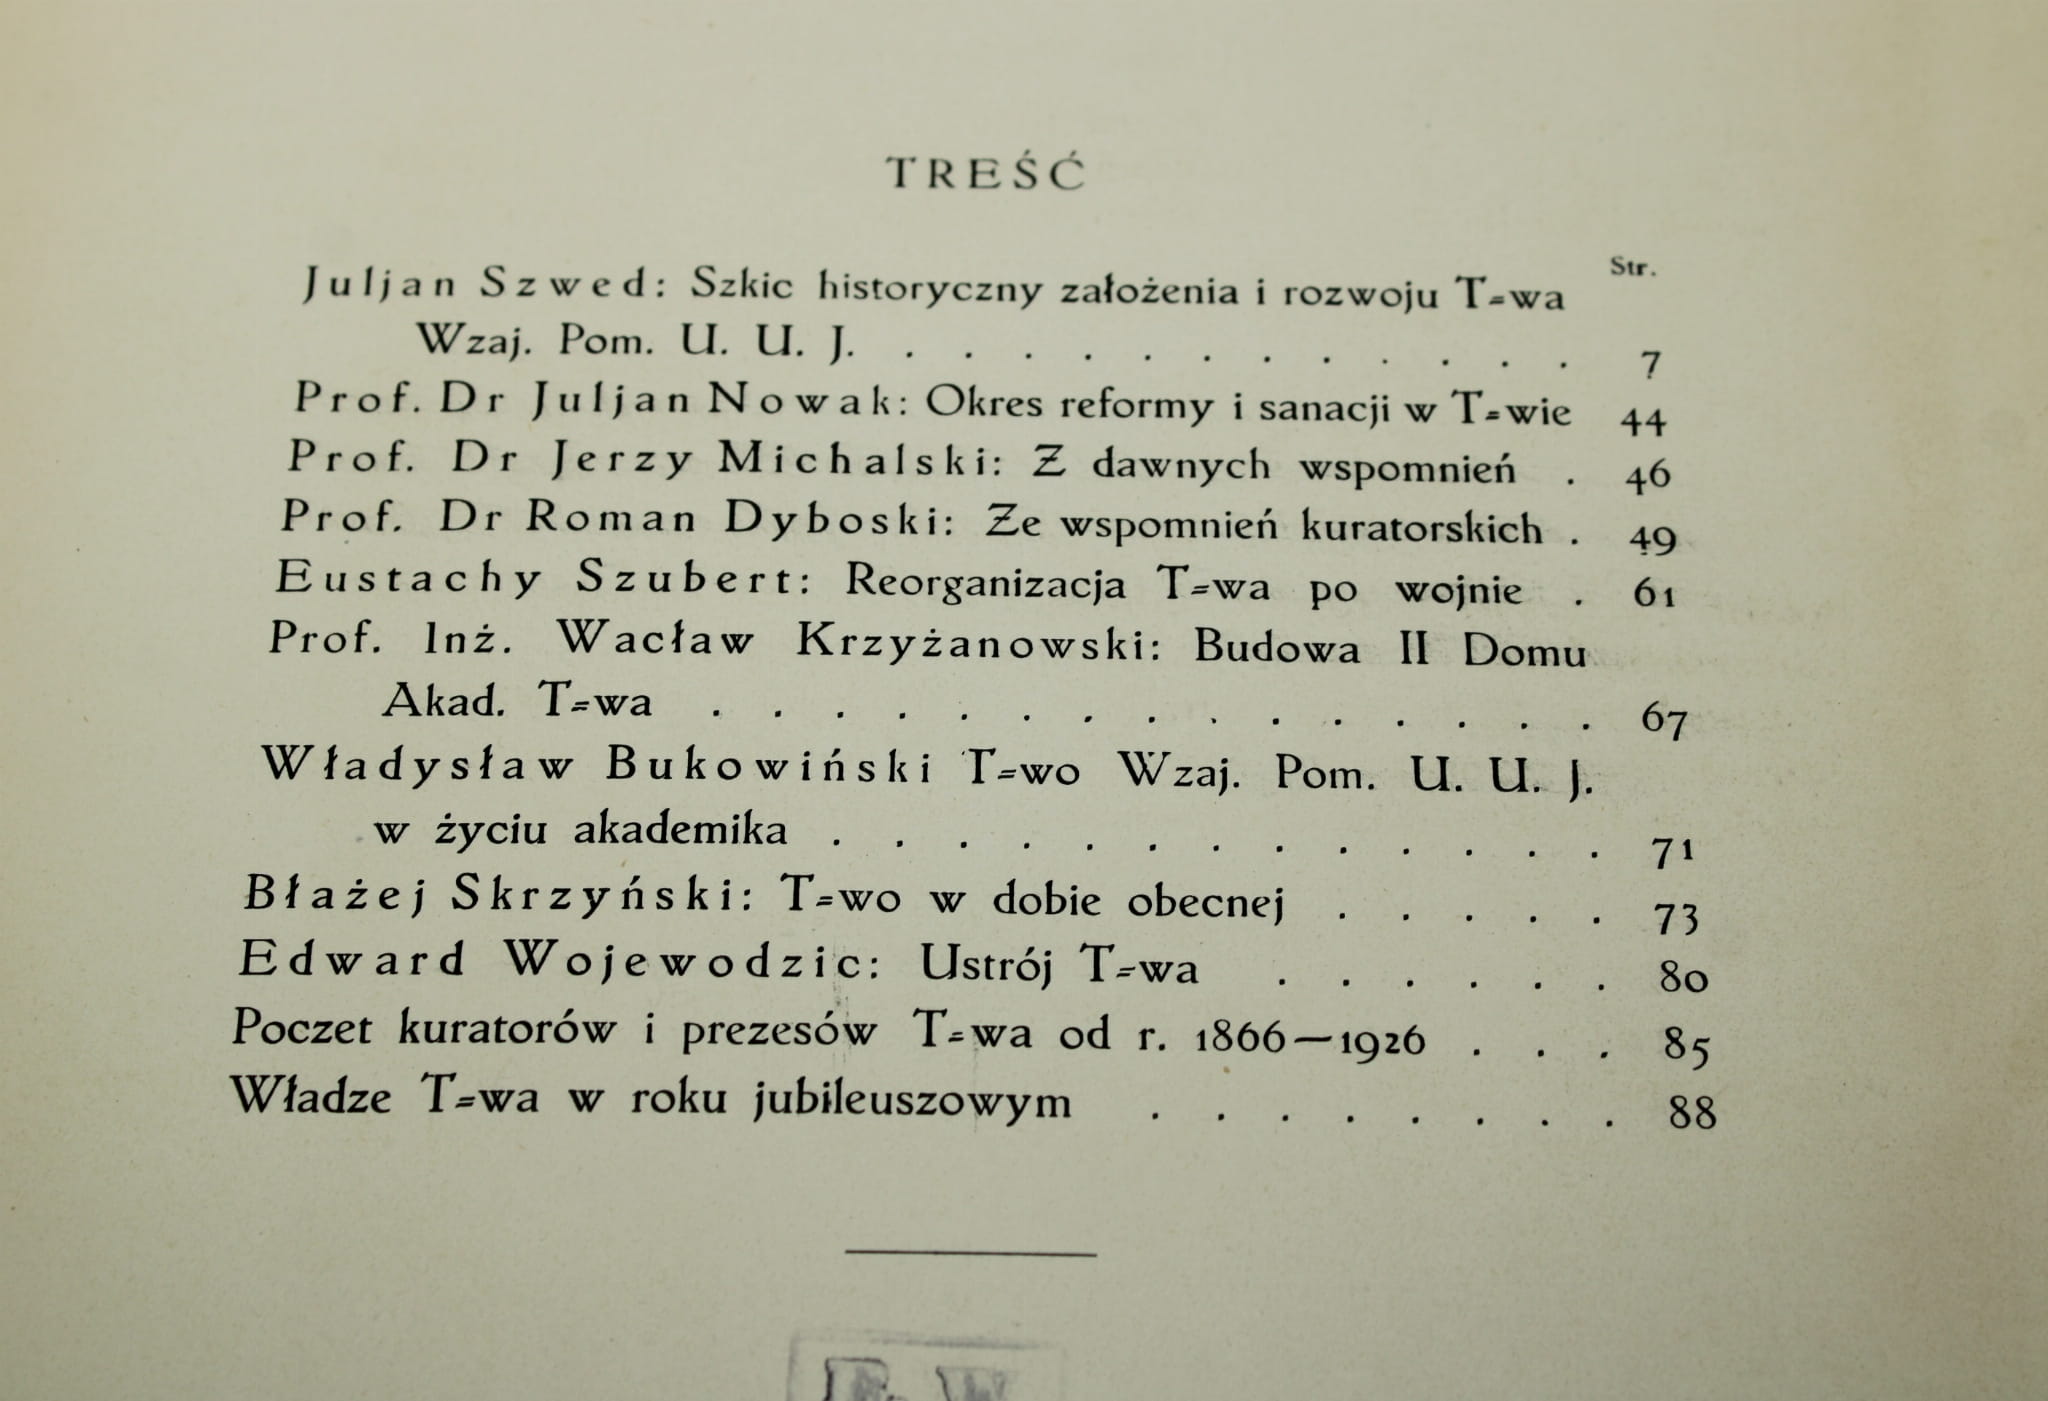 TREŚĆ
Str.
Juljan Szwed: Szkic historyczny założenia i rozwoju T=wa
Wzaj. Pom. U. U. J. . . . . . . . . . . . . 7
Prof. Dr Juljan Nowak: Okres reformy i sanacji w T=wie 44
Prof. Dr Jerzy Michalski: Z dawnych wspomnień . 46
Prof. Dr Roman Dyboski: Ze wspomnień kuratorskich . 49
Eustachy Szubert: Reorganizacja T=wa po wojnie . 61
Prof. Inż. Wacław Krzyżanowski: Budowa II Domu
Akad. T=wa . . . . . . . . . . . . . . . 67
Władysław Bukowiński T=wo Wzaj. Pom. U. U. J.
w życiu akademika . . . . . . . . . . . . . 71
Błażej Skrzyński: T=wo w dobie obecnej . . . . . 73
Edward Wojewodzic: Ustrój T=wa . . . . . . 80
Poczet kuratorów i prezesów T=wa od r. 1866—1926 . . . 85
Władze T=wa w roku jubileuszowym . . . . . . . . 88